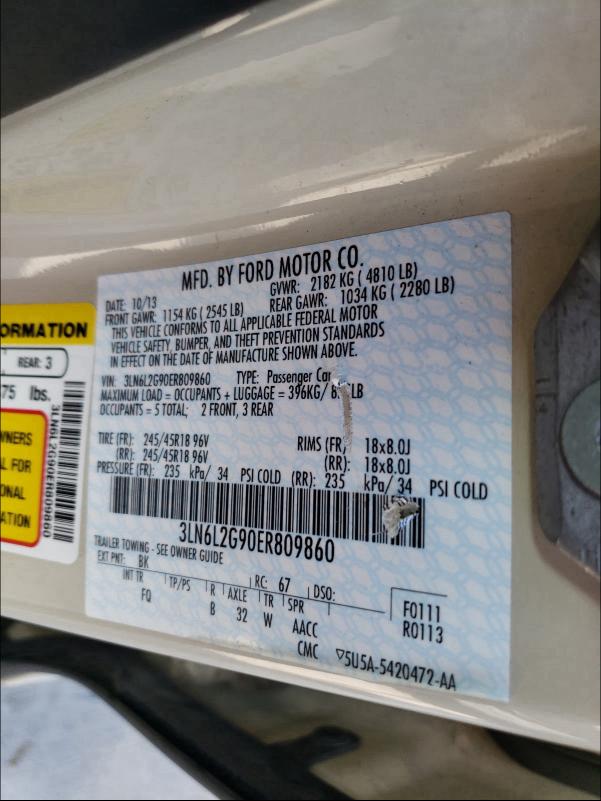 MFD. BY FORD MOTOR CO.
DATE: 10/13 GVWR: 2182 KG ( 4810 LB)
FRONT GAWR: 1154 KG ( 2545 LB) REAR GAWR: 1034 KG ( 2280 LB)
THIS VEHICLE CONFORMS TO ALL APPLICABLE FEDERAL MOTOR
VEHICLE SAFETY, BUMPER, AND THEFT PREVENTION STANDARDS
IN EFFECT ON THE DATE OF MANUFACTURE SHOWN ABOVE.
VIN: 3LN6L2G90ER809860 TYPE: Passenger Car
MAXIMUM LOAD = OCCUPANTS + LUGGAGE = 396KG/ LB
OCCUPANTS = 5 TOTAL; 2 FRONT, 3 REAR
TIRE (FR): 245/45R18 96V RIMS (FR) 18x8.0J
(RR): 245/45R18 96V (RR): 18x8.0J
PRESSURE (FR): 235 kPa/ 34 PSI COLD (RR): 235 kPa/ 34 PSI COLD
3LN6L2G90ER809860
TRAILER TOWING - SEE OWNER GUIDE
EXT PNT: BK RC: 67 DSO:
INT TR TP/PS R AXLE TR SPR
FQ B 32 W AACC
CMC
F0111
R0113
▽5U5A-5420472-AA
ORMATION
REAR: 3
75 lbs.
WNERS
L FOR
ONAL
ATION
3LN6L2G90ER809860